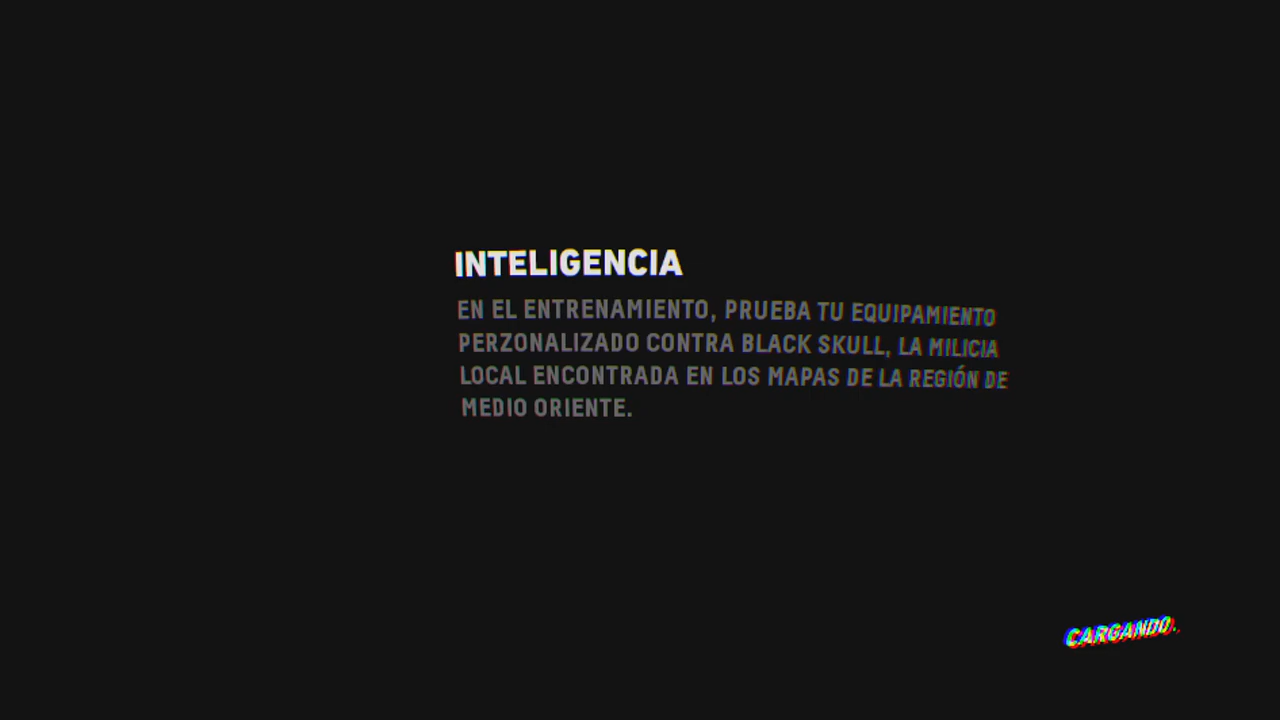 INTELIGENCIA
EN EL ENTRENAMIENTO, PRUEBA TU EQUIPAMIENTO
PERZONALIZADO CONTRA BLACK SKULL, LA MILICIA
LOCAL ENCONTRADA EN LOS MAPAS DE LA REGIÓN DE
MEDIO ORIENTE.
CARGANDO.